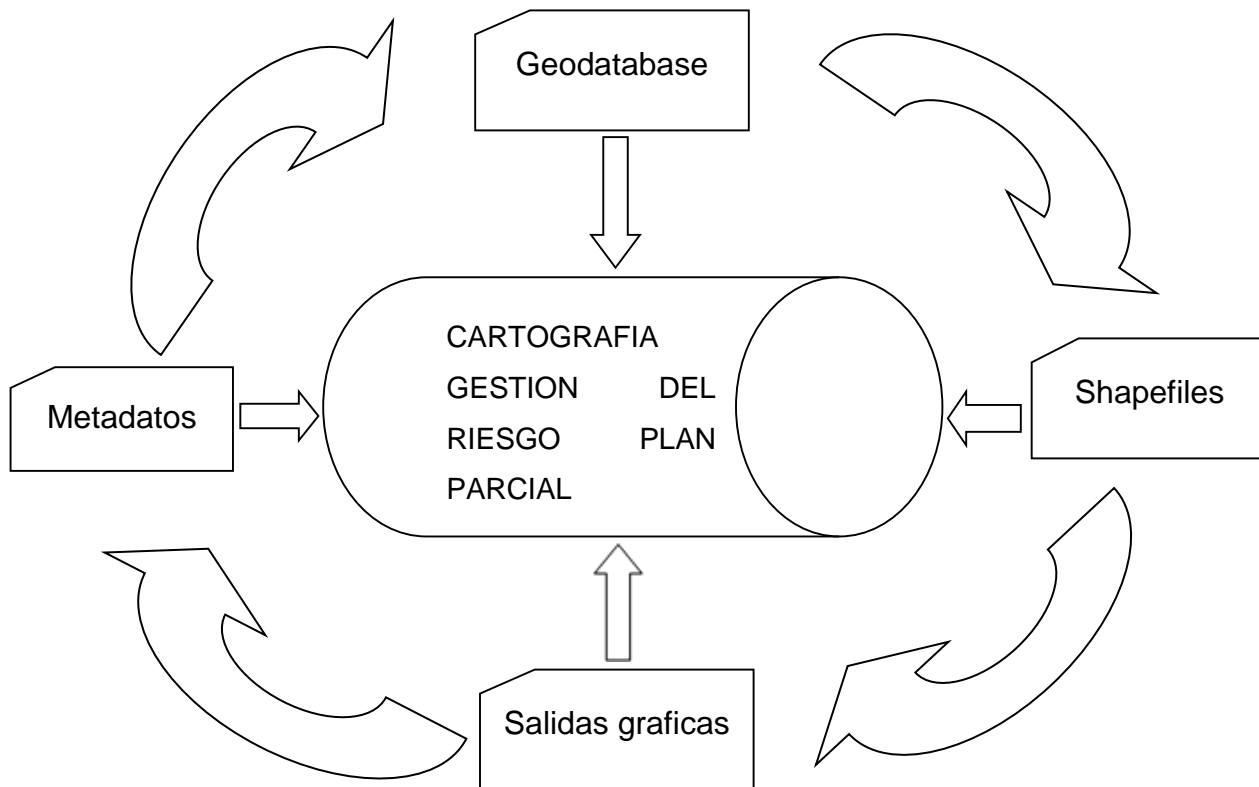 Geodatabase
CARTOGRAFIA
GESTION DEL
RIESGO PLAN
PARCIAL
Metadatos
Shapefiles
Salidas graficas